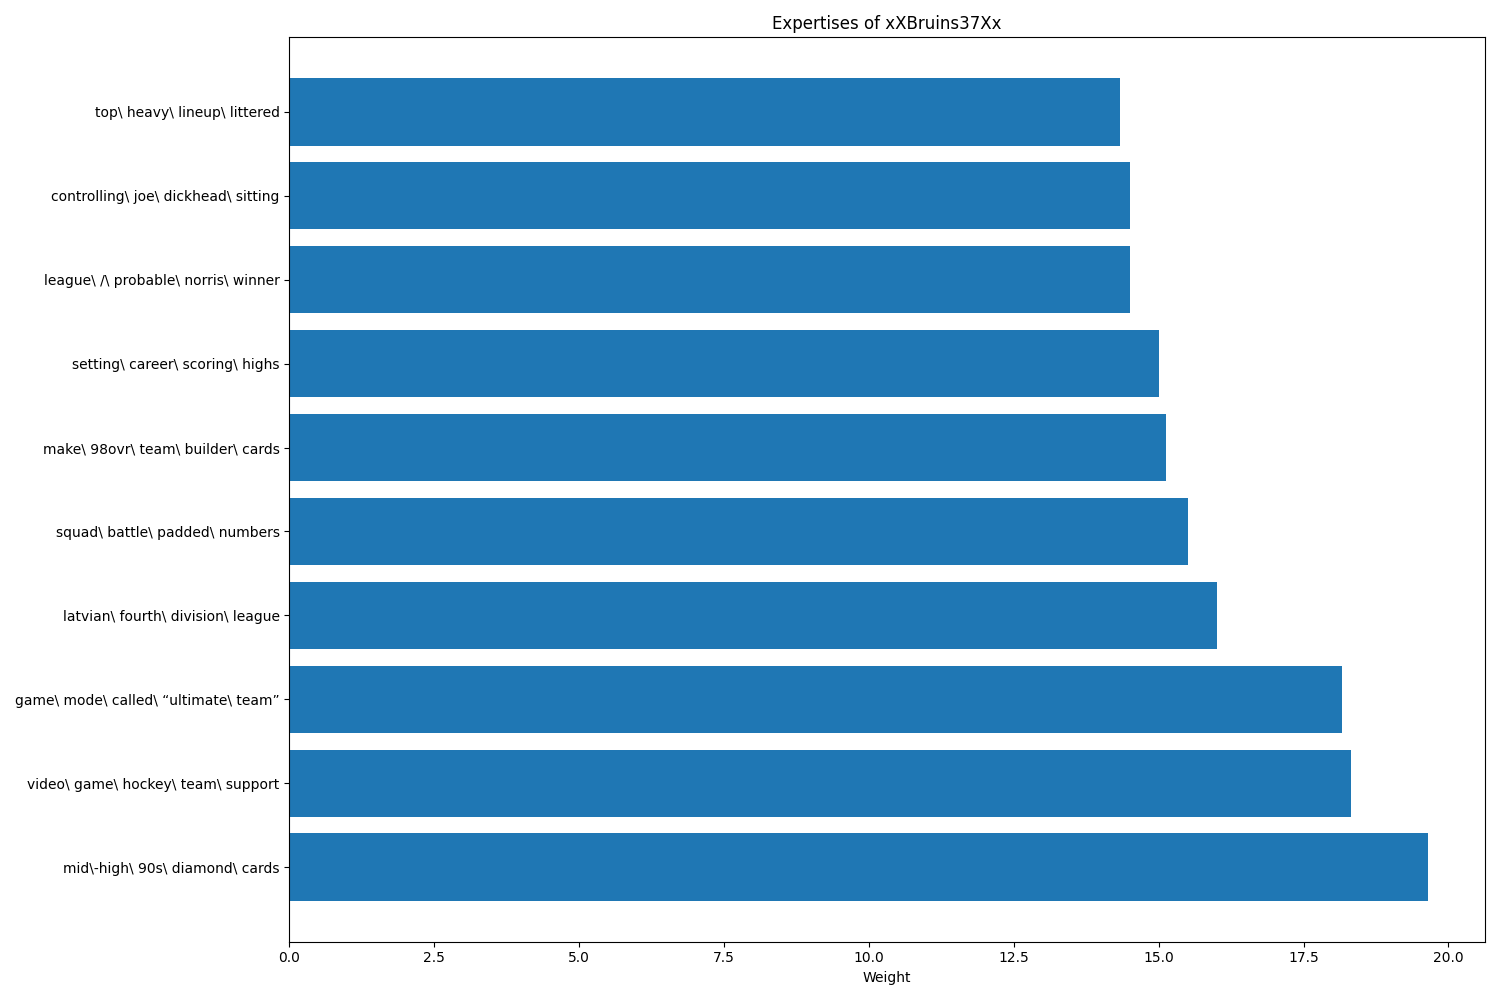 Expertises of xXBruins37Xx
top\ heavy\ lineup\ littered
controlling\ joe\ dickhead\ sitting
league\ /\ probable\ norris\ winner
setting\ career\ scoring\ highs
make\ 98ovr\ team\ builder\ cards
squad\ battle\ padded\ numbers
latvian\ fourth\ division\ league
game\ mode\ called\ “ultimate\ team”
video\ game\ hockey\ team\ support
mid\-high\ 90s\ diamond\ cards
0.0 2.5 5.0 7.5 10.0 12.5 15.0 17.5 20.0
Weight